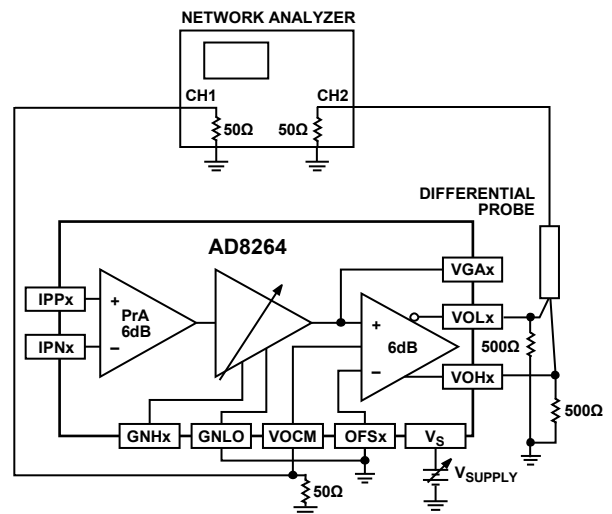 NETWORK ANALYZER
CH1
CH2
50Ω
50Ω
DIFFERENTIAL
PROBE
AD8264
VGAx
IPPx
+
PrA
6dB
–
IPNx
+
6dB
–
VOLx
500Ω
VOHx
500Ω
GNHx
GNLO
VOCM
OFSx
VS
50Ω
VSUPPLY